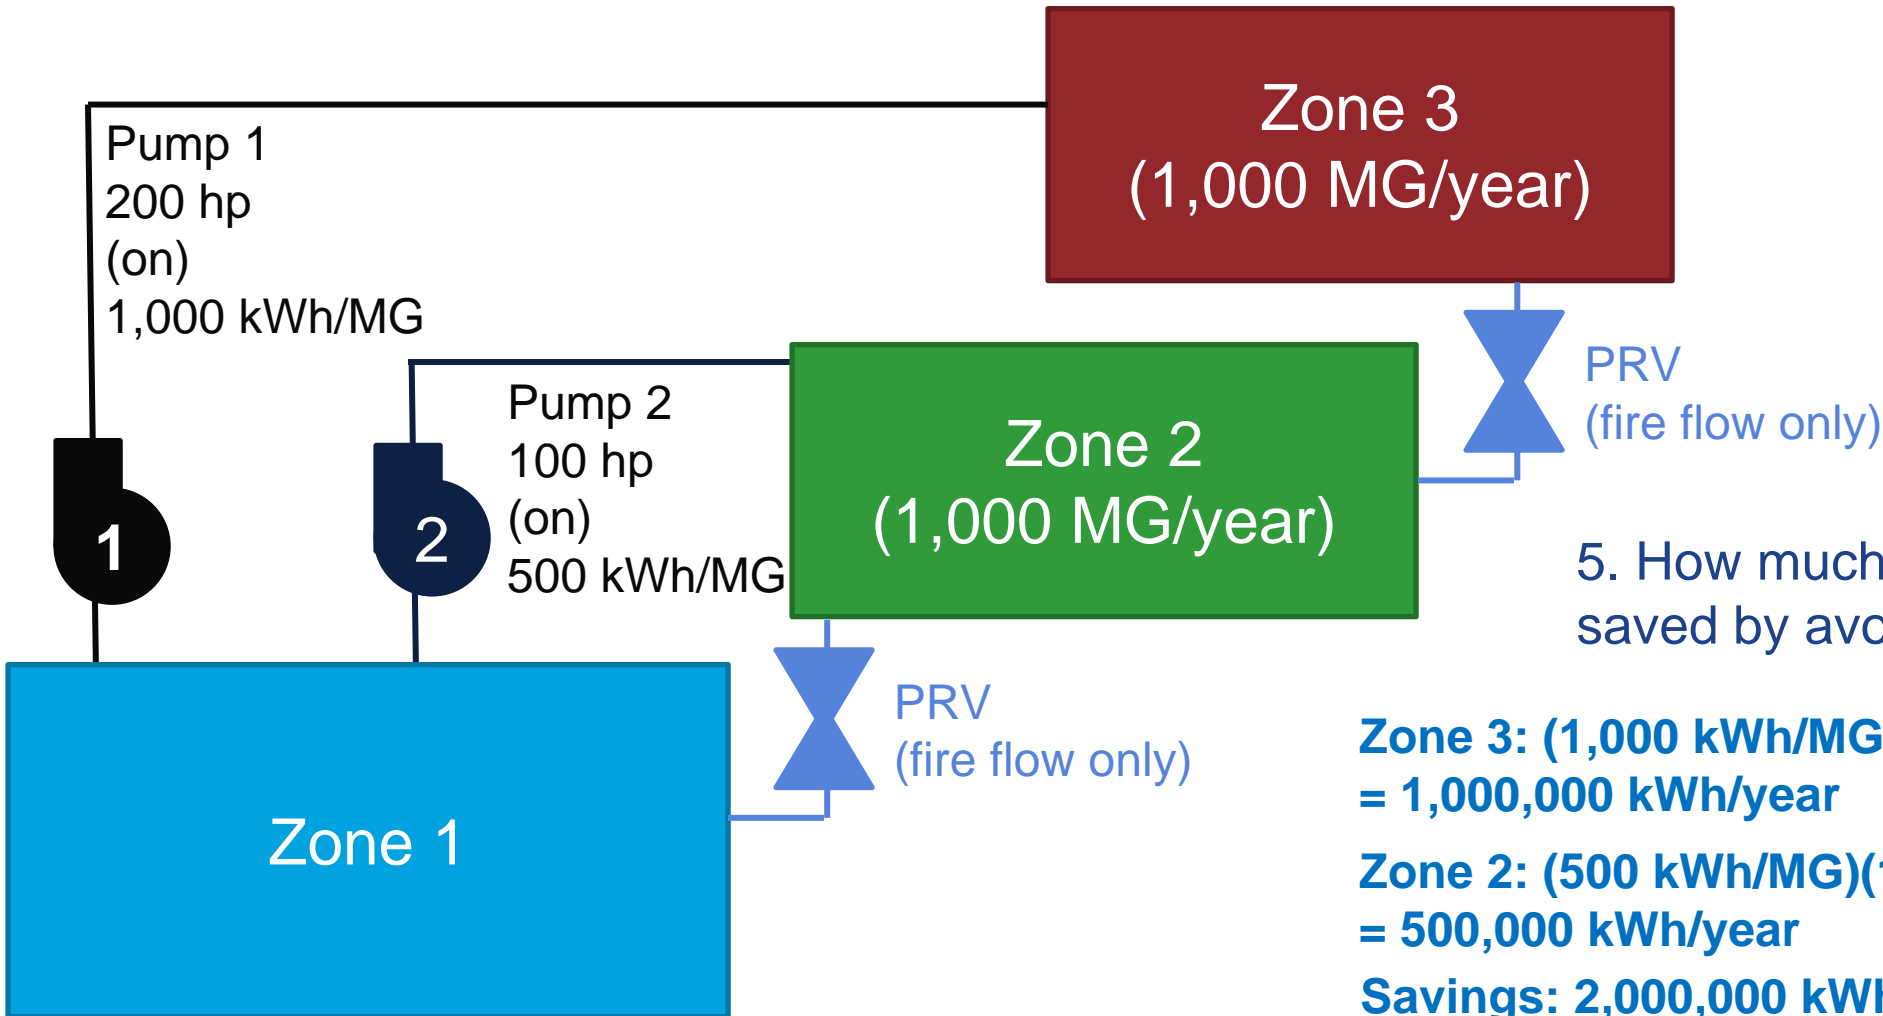 Zone 3
(1,000 MG/year)
Pump 1
200 hp
(on)
1,000 kWh/MG
PRV
(fire flow only)
Pump 2
100 hp
(on)
500 kWh/MG
Zone 2
(1,000 MG/year)
1
2
5. How much
saved by
PRV
(fire flow only)
Zone 3: (1,000 kWh/MG
= 1,000,000 kWh/year
Zone 2: (500 kWh/MG)(
= 500,000 kWh/year
Savings: 2,000,000
Zone 1